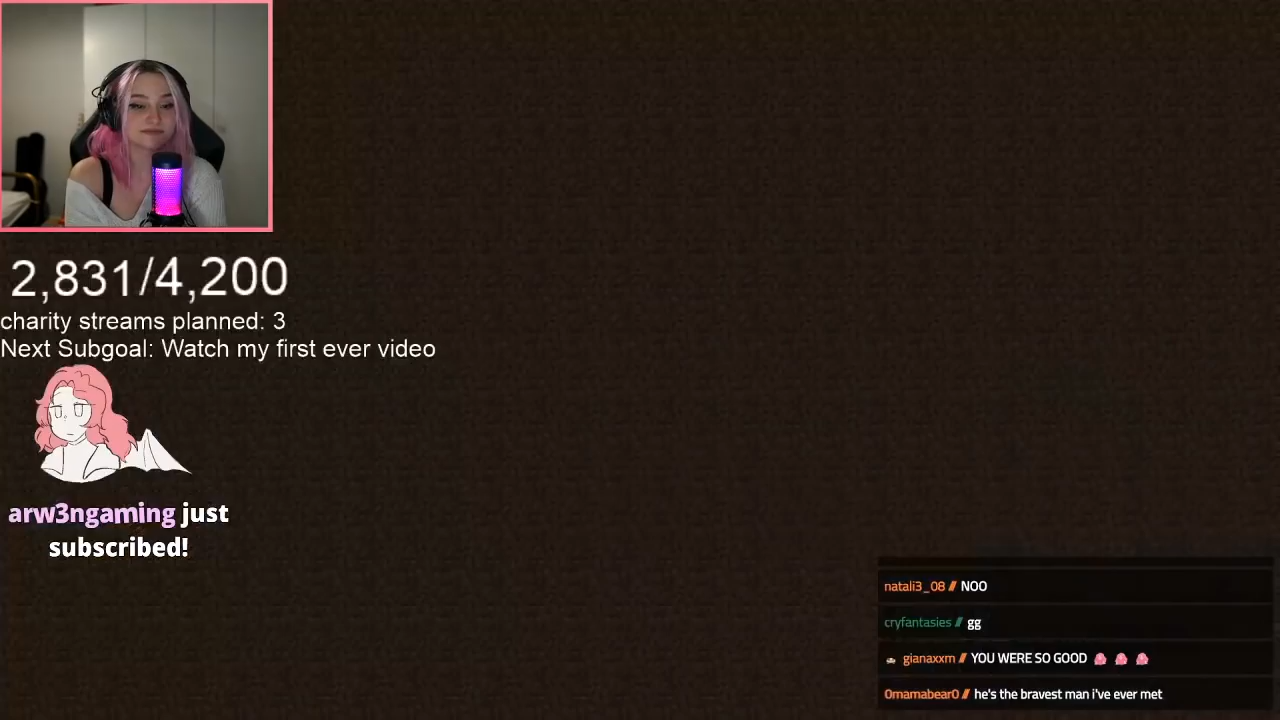 2,831/4,200
charity streams planned: 3
Next Subgoal: Watch my first ever video
arw3ngaming just
subscribed!
natali3_08 // NOO
cryfantasies // gg
gianaxxm // YOU WERE SO GOOD
0mamabear0 // he's the bravest man i've ever met